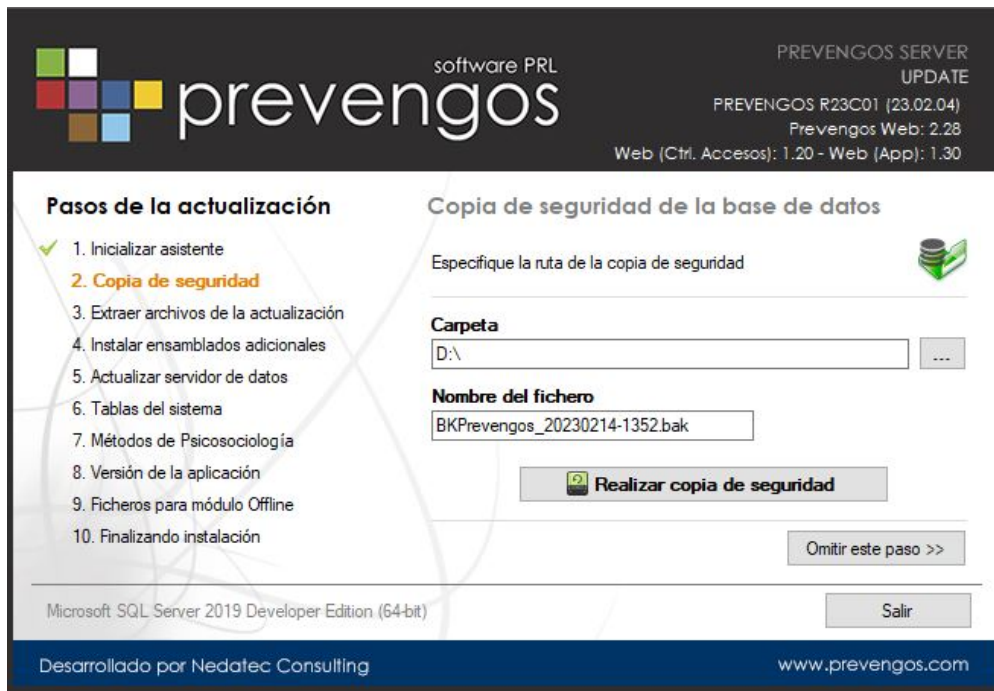 software PRL
prevengos
PREVENGOS SERVER
UPDATE
PREVENGOS R23C01 (23.02.04)
Prevengos Web: 2.28
Web (Ctrl. Accesos): 1.20 - Web (App): 1.30
Pasos de la actualización
1. Inicializar asistente
2. Copia de seguridad
3. Extraer archivos de la actualización
4. Instalar ensamblados adicionales
5. Actualizar servidor de datos
6. Tablas del sistema
7. Métodos de Psicosociología
8. Versión de la aplicación
9. Ficheros para módulo Offline
10. Finalizando instalación
Copia de seguridad de la base de datos
Especifique la ruta de la copia de seguridad
Carpeta
D:\
...
Nombre del fichero
BKPrevengos_20230214-1352.bak
Realizar copia de seguridad
Omitir este paso >>
Microsoft SQL Server 2019 Developer Edition (64-bit)
Salir
Desarrollado por Nedatec Consulting
www.prevengos.com